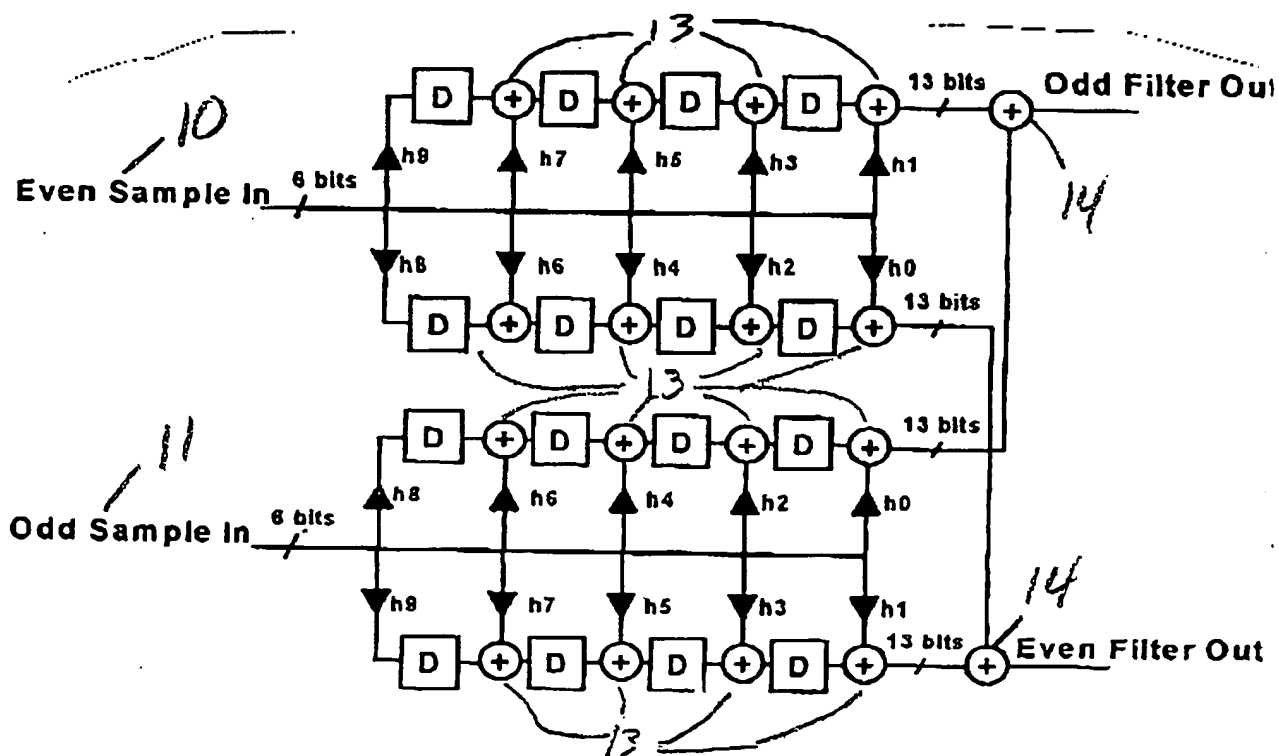 13
13 bits Odd Filter Out
D + D + D + D + +
10
h9 h7 h5 h3 h1
Even Sample In 6 bits
14
h8 h6 h4 h2 h0
13 bits
D + D + D + D +
13
13 bits
D + D + D + D +
11
h8 h6 h4 h2 h0
Odd Sample In 6 bits
14
h9 h7 h5 h3 h1
13 bits Even Filter Out
D + D + D + D + +
13